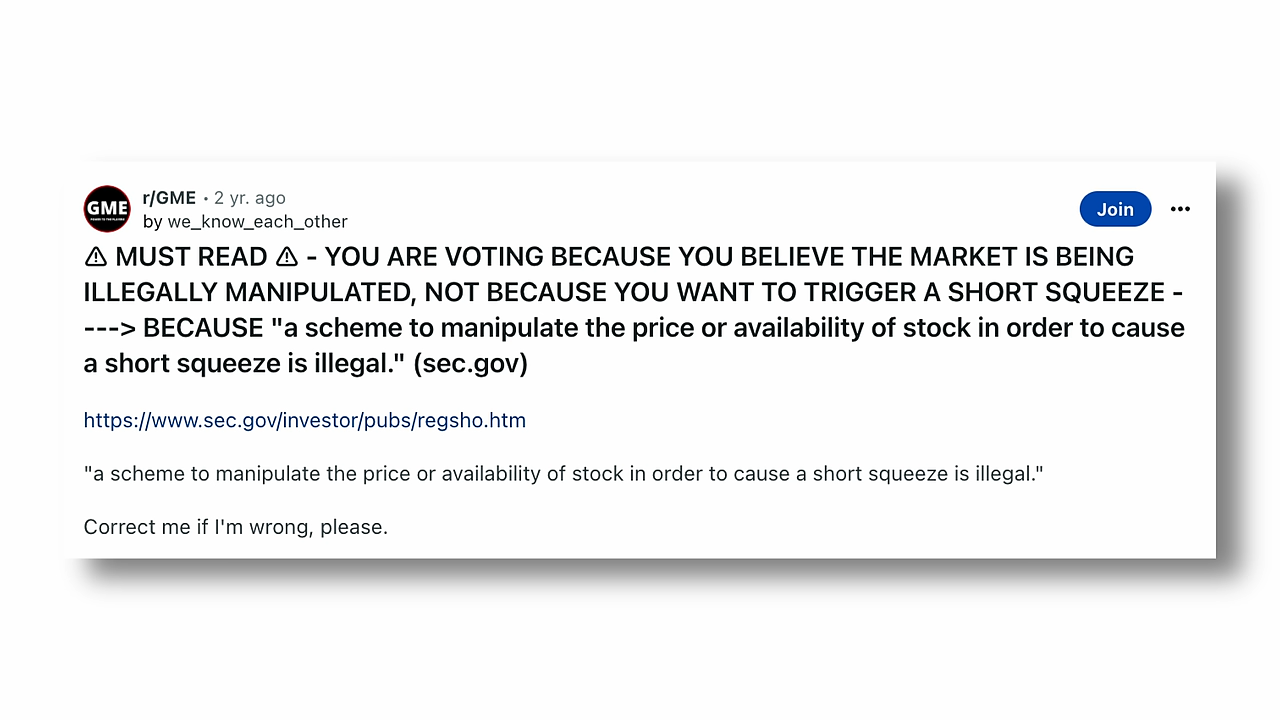 GME
r/GME • 2 yr. ago
by we_know_each_other
Join
⚠ MUST READ ⚠ - YOU ARE VOTING BECAUSE YOU BELIEVE THE MARKET IS BEING
ILLEGALLY MANIPULATED, NOT BECAUSE YOU WANT TO TRIGGER A SHORT SQUEEZE -
---> BECAUSE "a scheme to manipulate the price or availability of stock in order to cause
a short squeeze is illegal." (sec.gov)
https://www.sec.gov/investor/pubs/regsho.htm
"a scheme to manipulate the price or availability of stock in order to cause a short squeeze is illegal."
Correct me if I'm wrong, please.